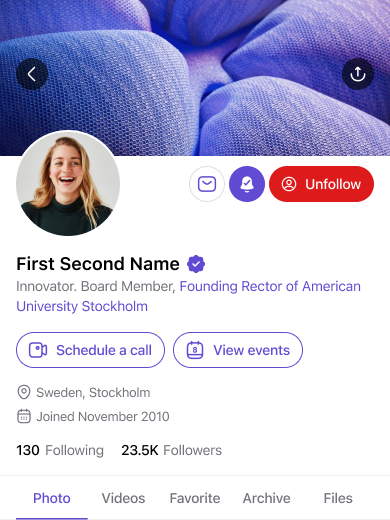 Unfollow
First Second Name
Innovator. Board Member, Founding Rector of American
University Stockholm
Schedule a call
8 View events
Sweden, Stockholm
Joined November 2010
130 Following 23.5K Followers
Photo Videos Favorite Archive Files